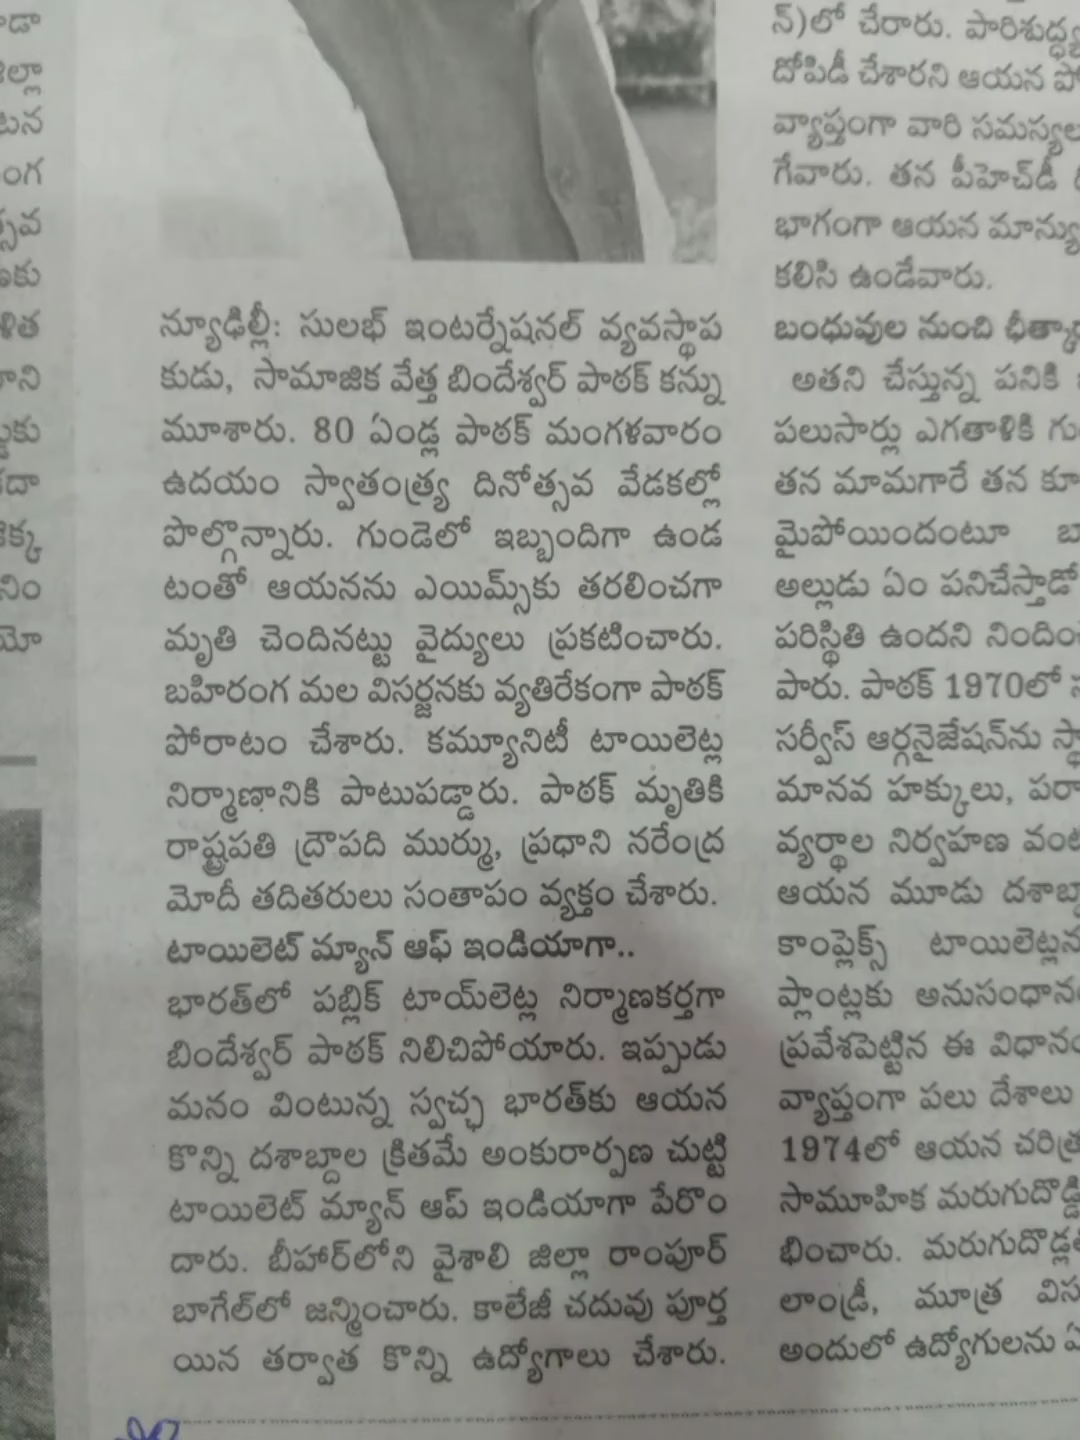 న్యూఢిల్లీ: సులభ్ ఇంటర్నేషనల్ వ్యవస్థాప
కుడు, సామాజిక వేత్త బిందేశ్వర్ పాఠక్ కన్ను
మూశారు. 80 ఏండ్ల పాఠక్ మంగళవారం
ఉదయం స్వాతంత్ర్య దినోత్సవ వేడకల్లో
పాల్గొన్నారు. గుండెలో ఇబ్బందిగా ఉండ
టంతో ఆయనను ఎయిమ్స్‌కు తరలించగా
మృతి చెందినట్టు వైద్యులు ప్రకటించారు.
బహిరంగ మల విసర్జనకు వ్యతిరేకంగా పాఠక్
పోరాటం చేశారు. కమ్యూనిటీ టాయిలెట్ల
నిర్మాణానికి పాటుపడ్డారు. పాఠక్ మృతికి
రాష్ట్రపతి ద్రౌపది ముర్ము, ప్రధాని నరేంద్ర
మోదీ తదితరులు సంతాపం వ్యక్తం చేశారు.
టాయిలెట్ మ్యాన్ ఆఫ్ ఇండియాగా..
భారత్‌లో పబ్లిక్ టాయ్‌లెట్ల నిర్మాణకర్తగా
బిందేశ్వర్ పాఠక్ నిలిచిపోయారు. ఇప్పుడు
మనం వింటున్న స్వచ్ఛ భారత్‌కు ఆయన
కొన్ని దశాబ్దాల క్రితమే అంకురార్పణ చుట్టి
టాయిలెట్ మ్యాన్ ఆప్ ఇండియాగా పేరొం
దారు. బీహార్‌లోని వైశాలి జిల్లా రాంపూర్
బాగేల్‌లో జన్మించారు. కాలేజీ చదువు పూర్త
యిన తర్వాత కొన్ని ఉద్యోగాలు చేశారు.
న్)లో చేరారు. పారిశుద్ధ్య
దోపిడీ చేశారని ఆయన
వ్యాప్తంగా వారి సమస్యల
గేవారు. తన పీహెచ్‌డీ
భాగంగా ఆయన మాన్యు
కలిసి ఉండేవారు.
బంధువుల నుంచి ఛీత్కా
అతని చేస్తున్న పనికి
పలుసార్లు ఎగతాళికి
తన మామగారే తన కూ
మైపోయిందంటూ
అల్లుడు ఏం పనిచేస్తాడో
పరిస్థితి ఉందని నిందిం
పారు. పాఠక్ 1970లో
సర్వీస్ ఆర్గనైజేషన్‌ను స్థా
మానవ హక్కులు, పర్యా
వ్యర్థాల నిర్వహణ వంట
ఆయన మూడు దశాబ్దా
కాంప్లెక్స్ టాయిలెట్లన
ప్లాంట్లకు అనుసంధాన
ప్రవేశపెట్టిన ఈ విధానం
వ్యాప్తంగా పలు దేశాలు
1974లో ఆయన చరిత్ర
సామూహిక మరుగుదొడ్డి
భించారు. మరుగుదొడ్ల
లాండ్రీ, మూత్ర విస
అందులో ఉద్యోగులను